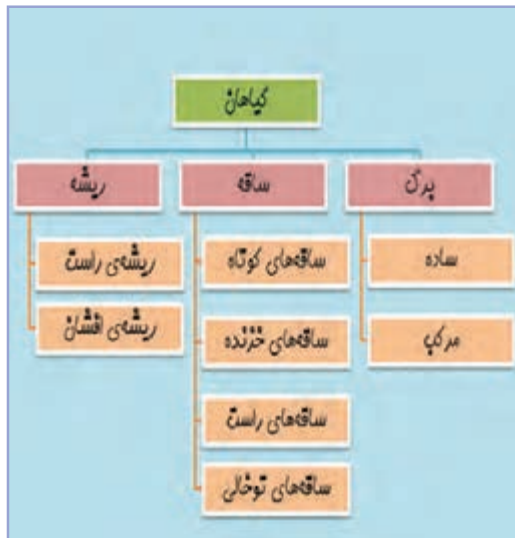 گیاهان
برگ
ساقه
ریشه
ساده
ساقه‌های کوتاه
ریشه‌ی راست
مرکب
ساقه‌های خزنده
ریشه‌ی افشان
ساقه‌های راست
ساقه‌های توخالی